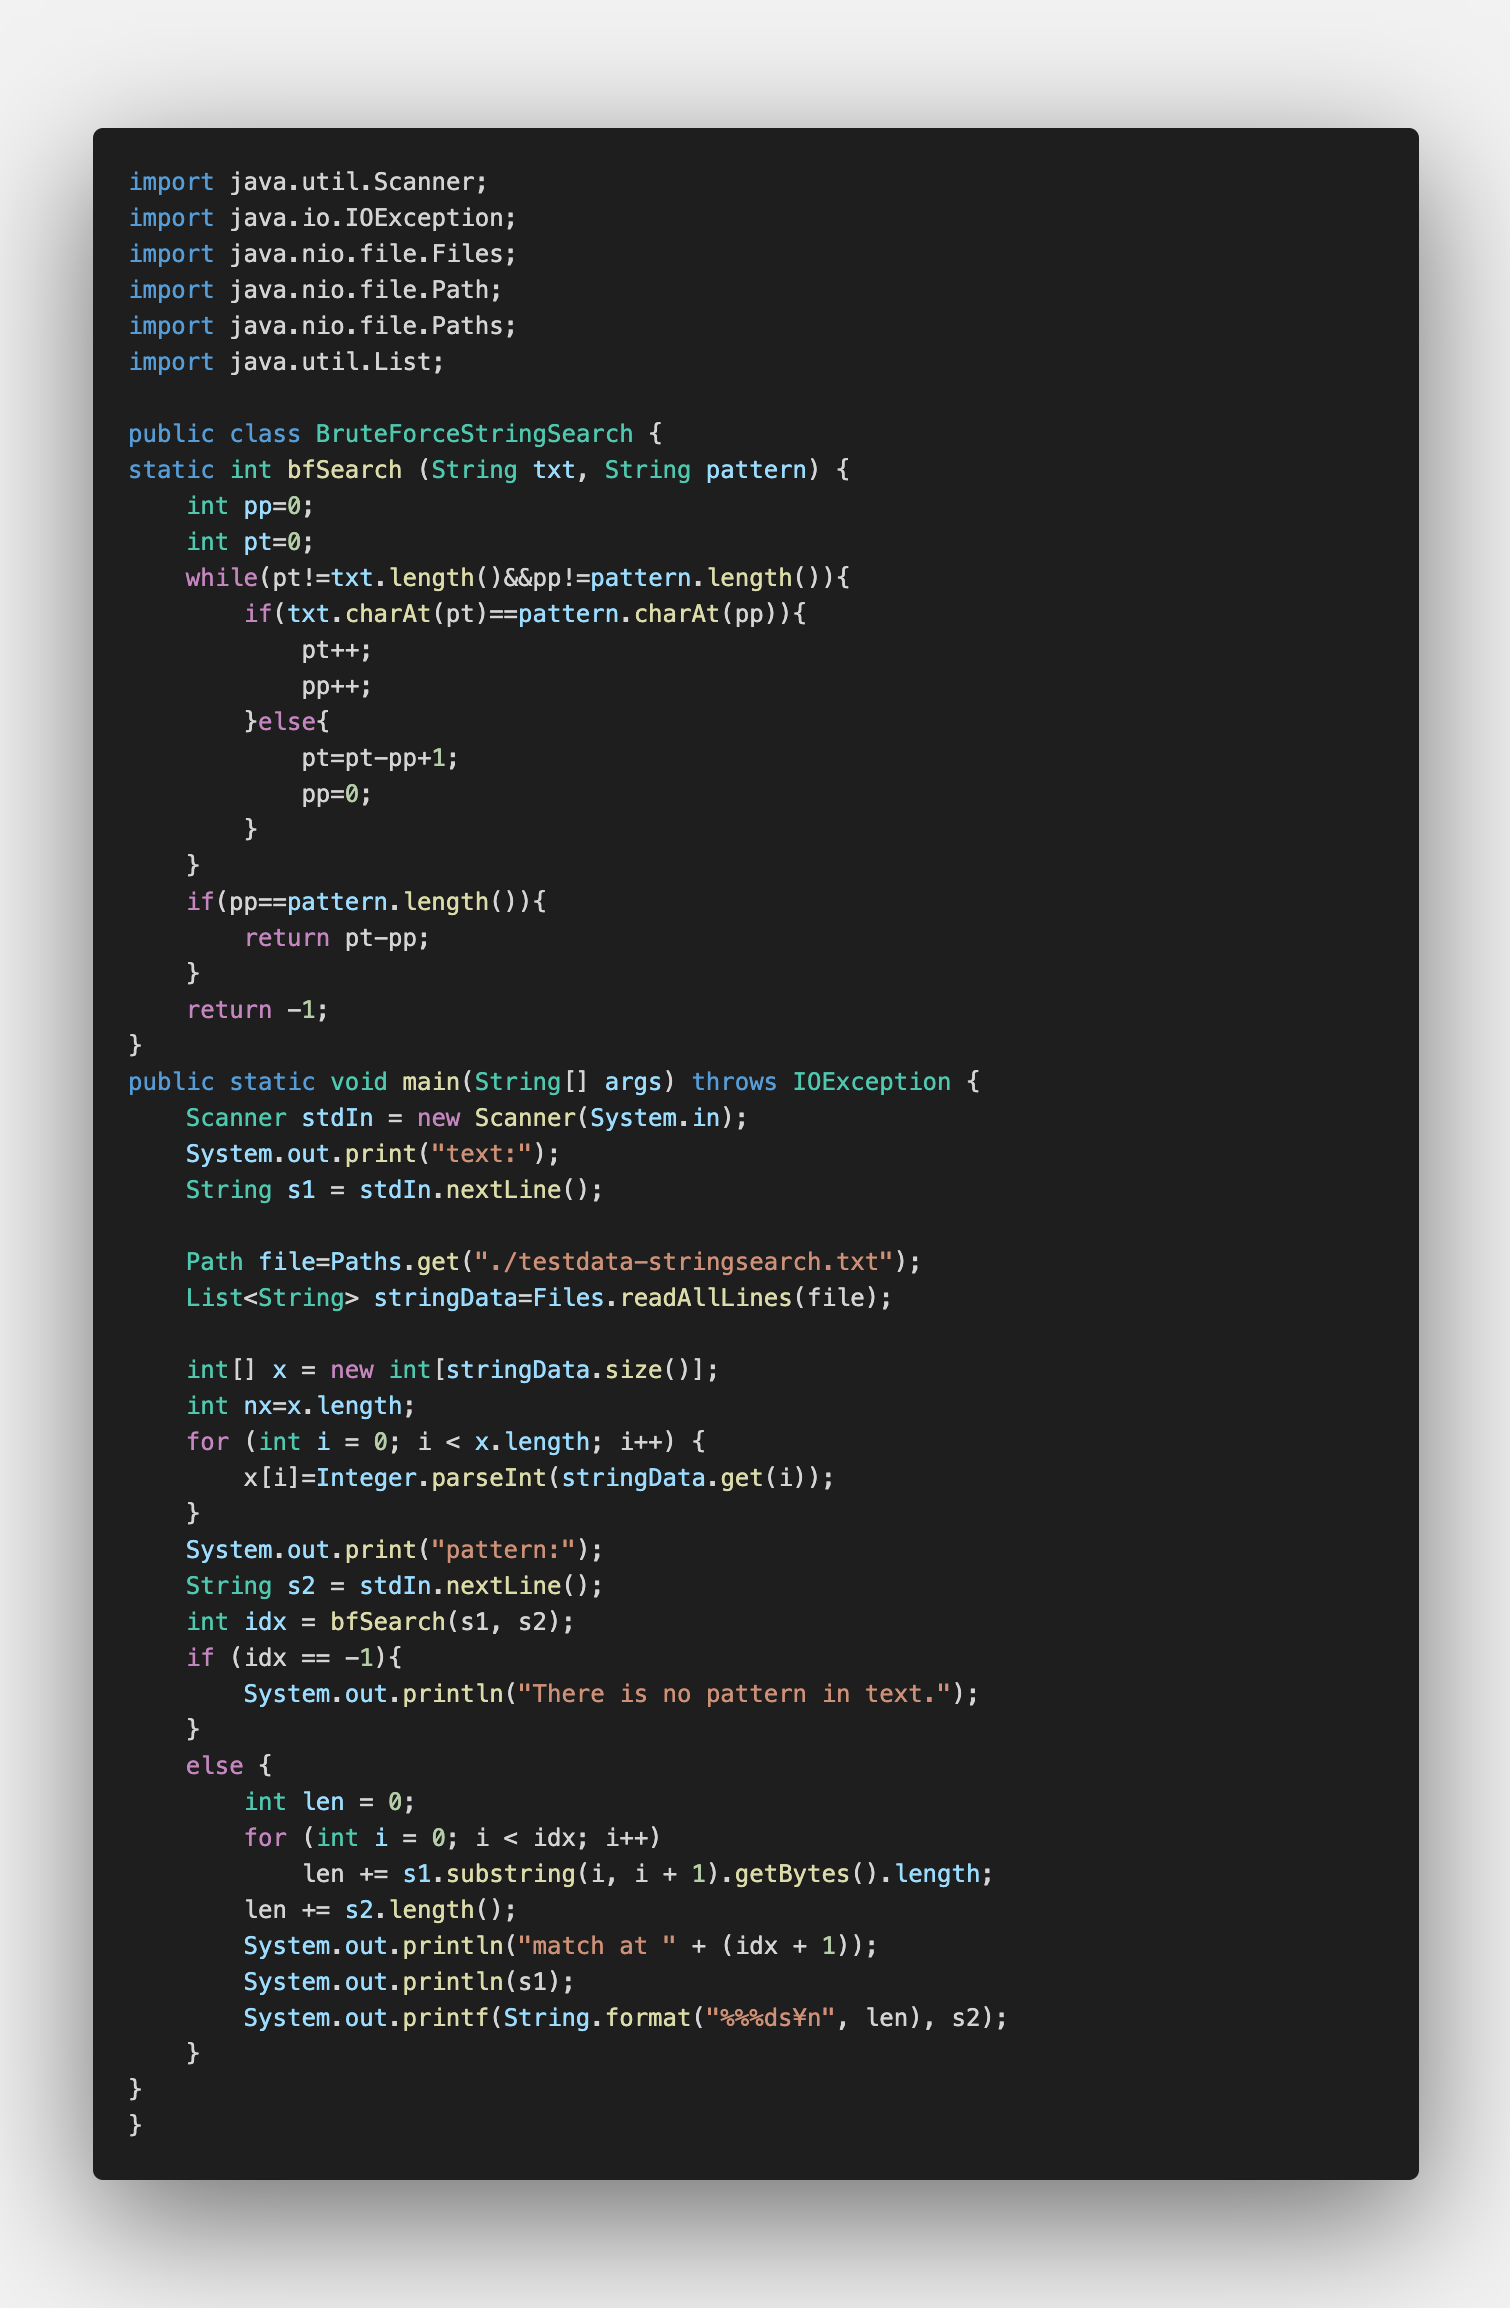 import java.util.Scanner;
import java.io.IOException;
import java.nio.file.Files;
import java.nio.file.Path;
import java.nio.file.Paths;
import java.util.List;

public class BruteForceStringSearch {
static int bfSearch (String txt, String pattern) {
    int pp=0;
    int pt=0;
    while(pt!=txt.length()&&pp!=pattern.length()){
        if(txt.charAt(pt)==pattern.charAt(pp)){
            pt++;
            pp++;
        }else{
            pt=pt-pp+1;
            pp=0;
        }
    }
    if(pp==pattern.length()){
        return pt-pp;
    }
    return -1;
}
public static void main(String[] args) throws IOException {
    Scanner stdIn = new Scanner(System.in);
    System.out.print("text:");
    String s1 = stdIn.nextLine();

    Path file=Paths.get("./testdata-stringsearch.txt");
    List<String> stringData=Files.readAllLines(file);

    int[] x = new int[stringData.size()];
    int nx=x.length;
    for (int i = 0; i < x.length; i++) {
        x[i]=Integer.parseInt(stringData.get(i));
    }
    System.out.print("pattern:");
    String s2 = stdIn.nextLine();
    int idx = bfSearch(s1, s2);
    if (idx == -1){
        System.out.println("There is no pattern in text.");
    }
    else {
        int len = 0;
        for (int i = 0; i < idx; i++)
            len += s1.substring(i, i + 1).getBytes().length;
        len += s2.length();
        System.out.println("match at " + (idx + 1));
        System.out.println(s1);
        System.out.printf(String.format("%%%ds¥n", len), s2);
    }
}
}